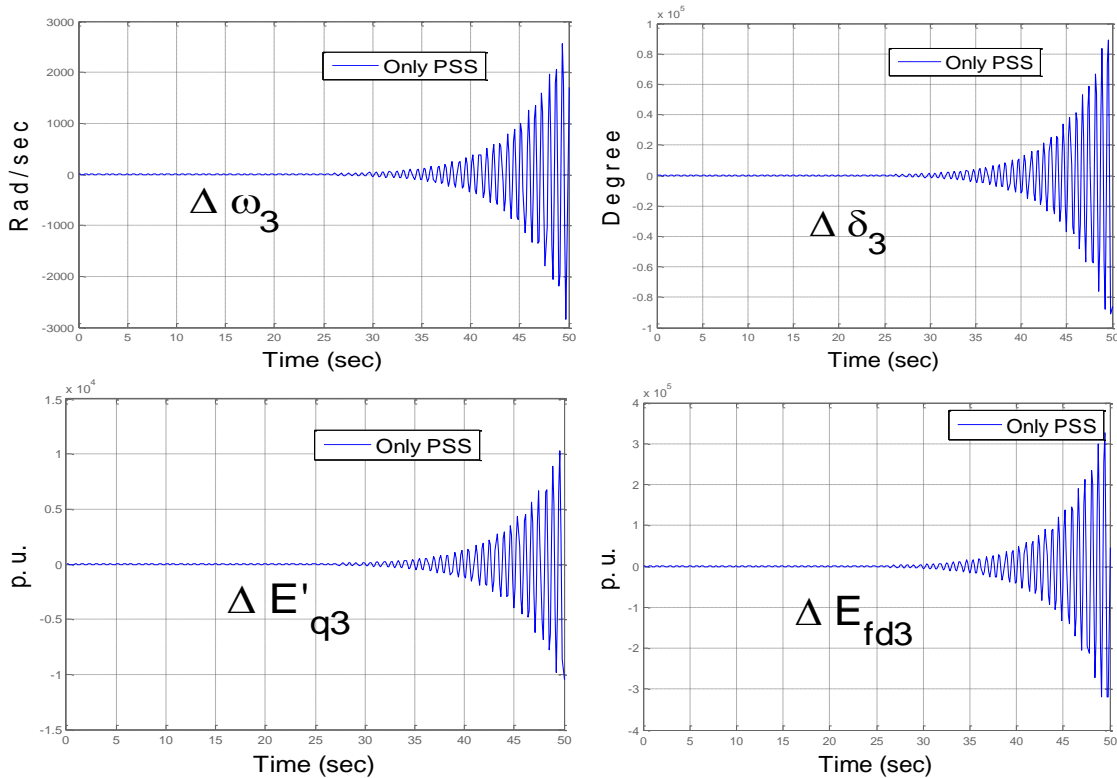 3000
2000
1000
0
-1000
-2000
-3000
Rad/sec
Only PSS
Δ ω3
0 5 10 15 20 25 30 35 40 45 50
Time (sec)
x 10^5
1
0.8
0.6
0.4
0.2
0
-0.2
-0.4
-0.6
-0.8
-1
Degree
Only PSS
Δ δ3
0 5 10 15 20 25 30 35 40 45 50
Time (sec)
x 10^4
1.5
1
0.5
0
-0.5
-1
-1.5
p.u.
Only PSS
Δ E'q3
0 5 10 15 20 25 30 35 40 45 50
Time (sec)
x 10^5
4
3
2
1
0
-1
-2
-3
-4
p.u.
Only PSS
Δ Efd3
0 5 10 15 20 25 30 35 40 45 50
Time (sec)